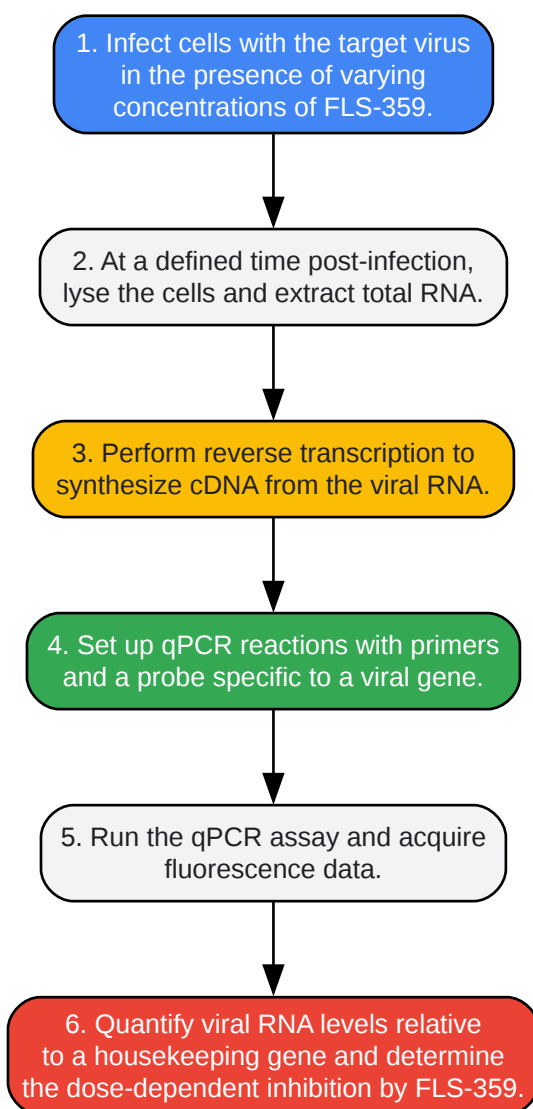 1. Infect cells with the target virus
in the presence of varying
concentrations of FLS-359.
2. At a defined time post-infection,
lyse the cells and extract total RNA.
3. Perform reverse transcription to
synthesize cDNA from the viral RNA.
4. Set up qPCR reactions with primers
and a probe specific to a viral gene.
5. Run the qPCR assay and acquire
fluorescence data.
6. Quantify viral RNA levels relative
to a housekeeping gene and determine
the dose-dependent inhibition by FLS-359.